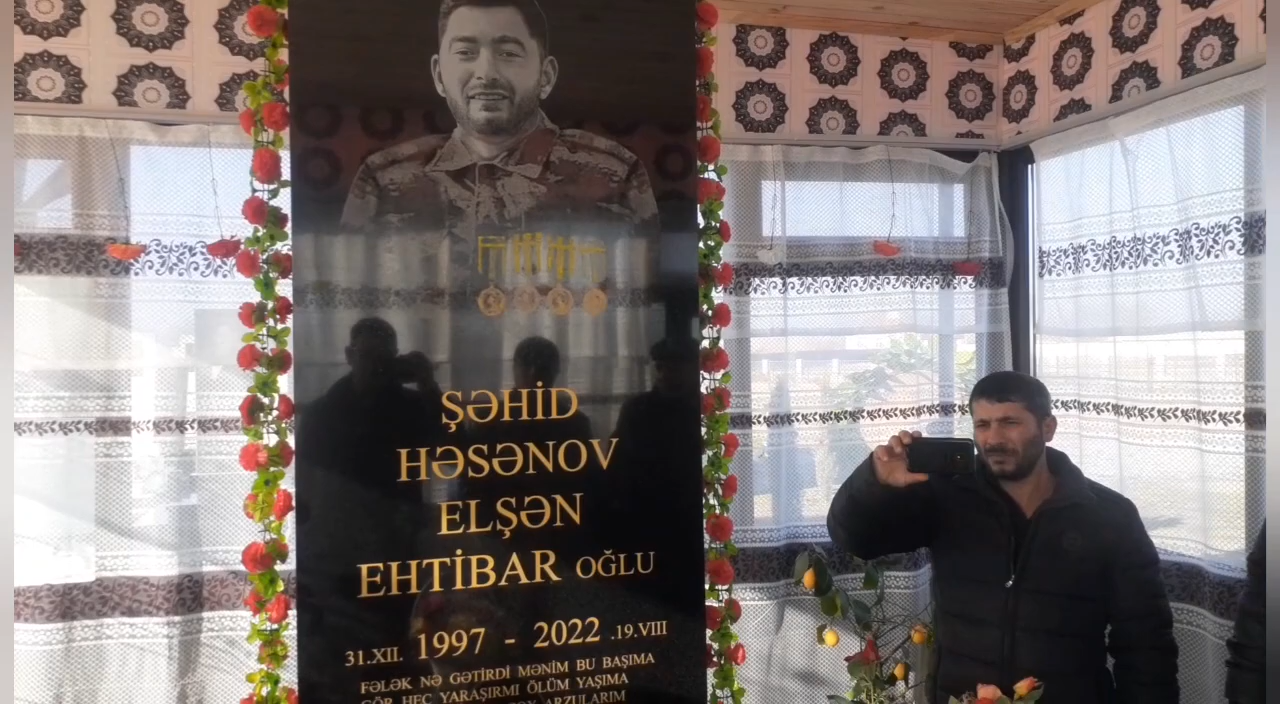 ŞƏHİD
HƏSƏNOV
ELŞƏN
EHTİBAR OĞLU
31.XII. 1997 - 2022 .19.VIII
FƏLƏK NƏ GƏTİRDİ MƏNİM BU BAŞIMA
GÖR HEÇ YARAŞIRMI ÖLÜM YAŞIMA
ARZULARIM